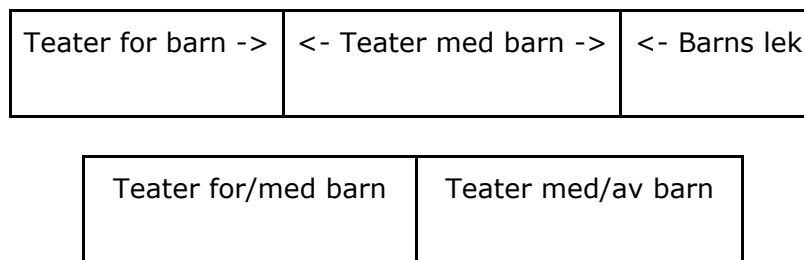 Teater for barn -> <- Teater med barn -> <- Barns lek
Teater for/med barn Teater med/av barn